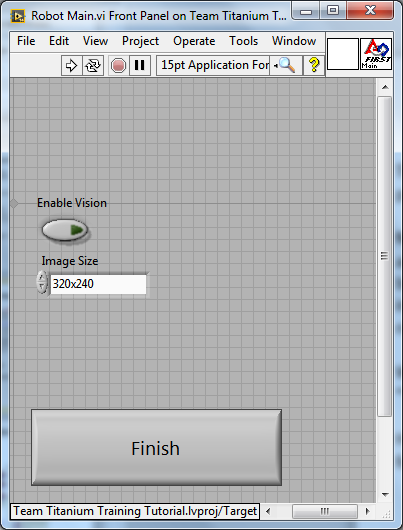 Robot Main.vi Front Panel on Team Titanium T...
File Edit View Project Operate Tools Window
15pt Application For
?
FIRST
Main
Enable Vision
Image Size
320x240
Finish
Team Titanium Training Tutorial.lvproj/Target